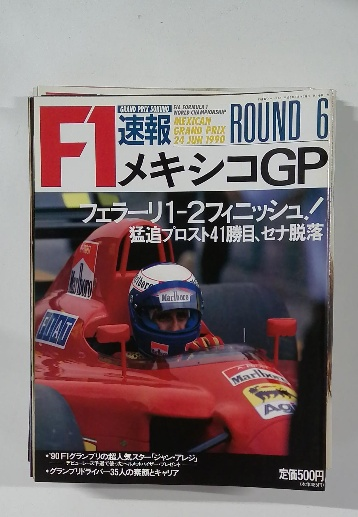 F1
GRAND PRIX SOKUHO
速報
FIA FORMULA 1
WORLD CHAMPIONSHIP
MEXICAN
GRAND PRIX
24 JUN 1990
ROUND 6
メキシコGP
フェラーリ1-2フィニッシュ!
猛追プロスト41勝目、セナ脱落
Marlboro
Marlboro
Marlboro
FIAT
Marlboro
AGIP
•'90 F1グランプリの超人気スター「ジャン・アレジ」
•グランプリドライバー35人の素顔とキャリア
定価500円